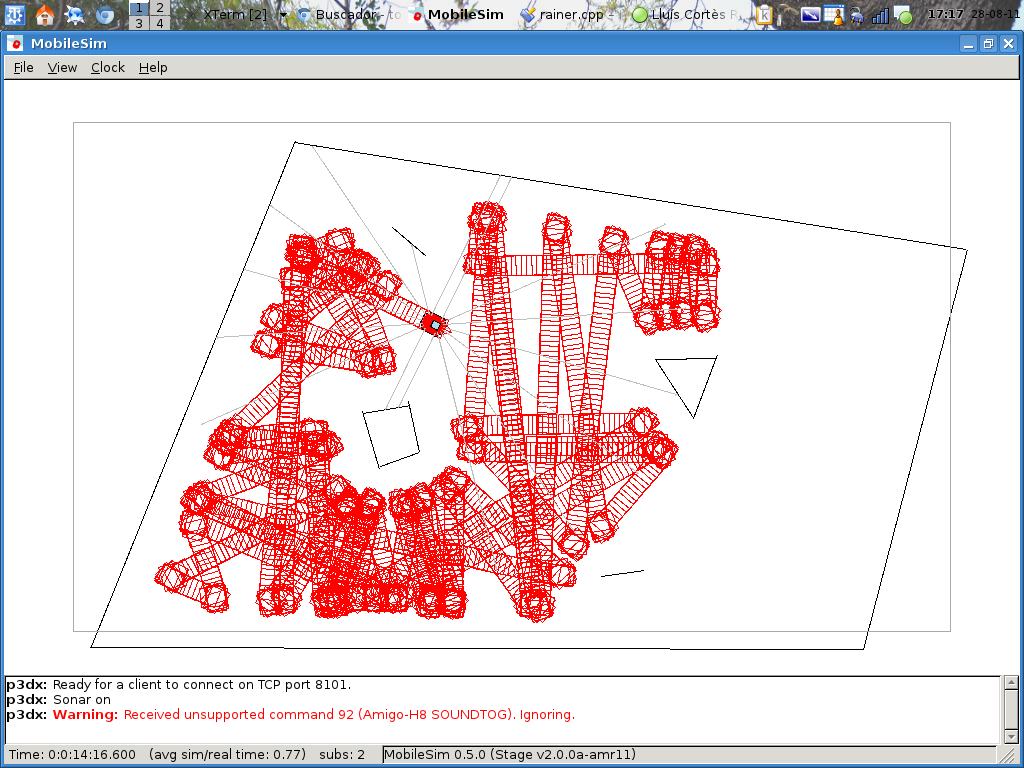 1 2 XTerm [2] Buscador - to MobileSim rainer.cpp - Lluís Cortès R 17:17 28-08-11
3 4
MobileSim
File View Clock Help
p3dx: Ready for a client to connect on TCP port 8101.
p3dx: Sonar on
p3dx: Warning: Received unsupported command 92 (Amigo-H8 SOUNDTOG). Ignoring.
Time: 0:0:14:16.600 (avg sim/real time: 0.77) subs: 2 MobileSim 0.5.0 (Stage v2.0.0a-amr11)